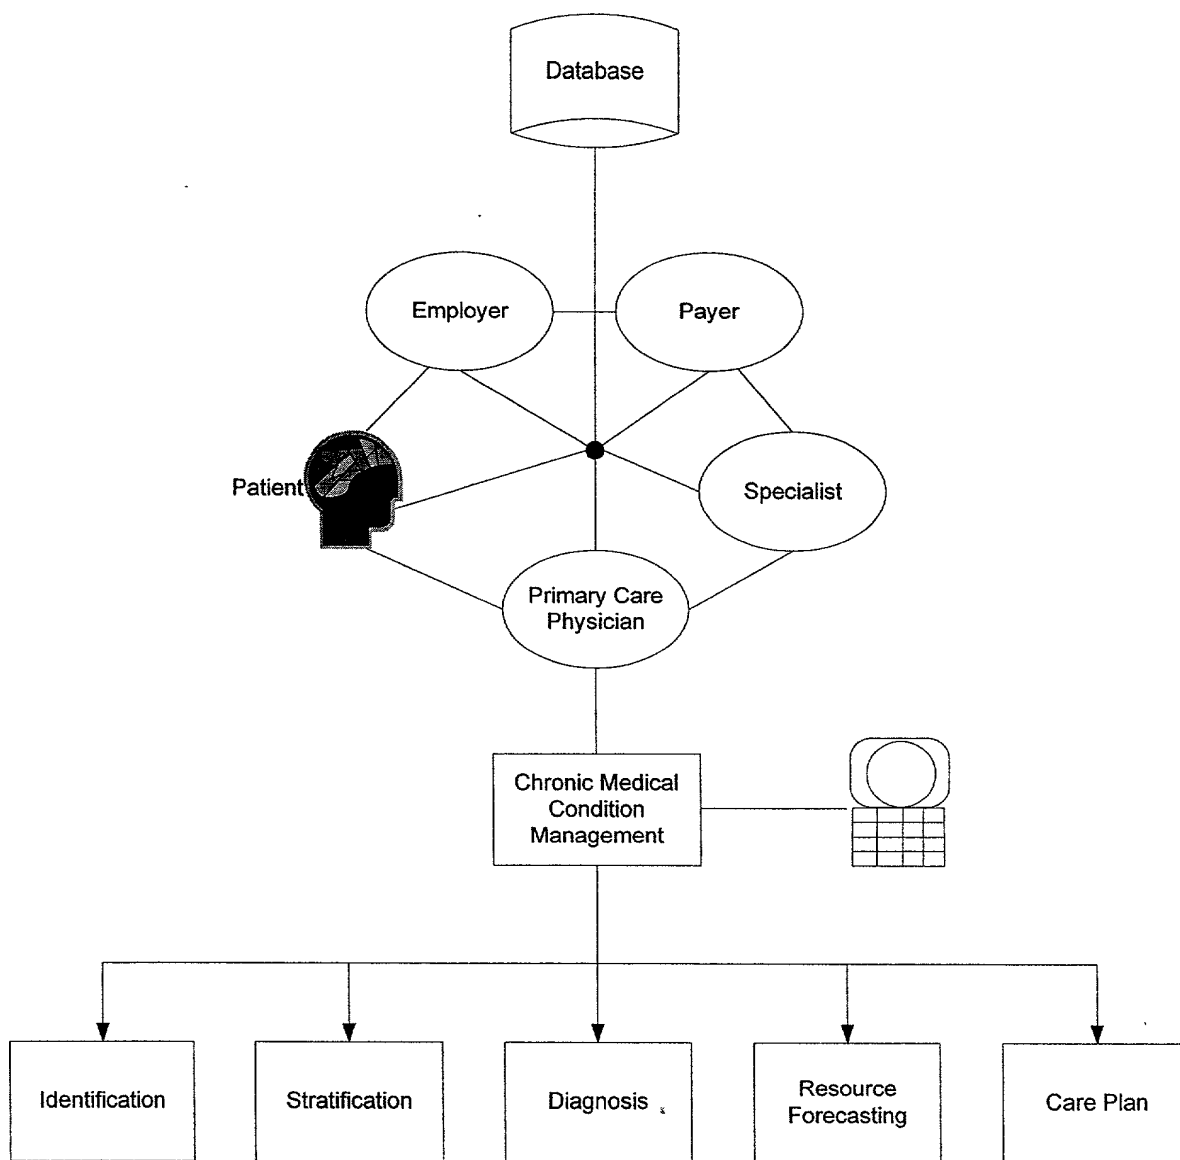 Database
Employer
Payer
Patient
Specialist
Primary Care
Physician
Chronic Medical
Condition
Management
Identification
Stratification
Diagnosis
Resource
Forecasting
Care Plan